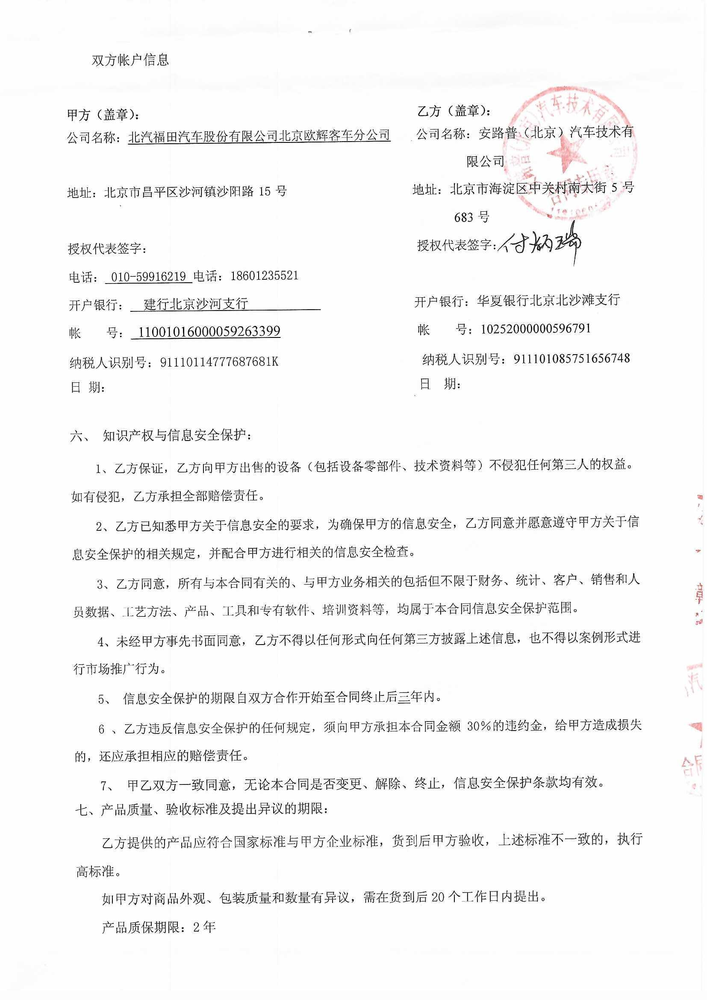 双方帐户信息
甲方（盖章）：
公司名称：北汽福田汽车股份有限公司北京欧辉客车分公司
地址：北京市昌平区沙河镇沙阳路 15 号
授权代表签字：
电话： 010-59916219 电话：18601235521
开户银行： 建行北京沙河支行
帐 号： 11001016000059263399
纳税人识别号：91110114777687681K
日 期：
乙方（盖章）：
公司名称：安路普（北京）汽车技术有
限公司
地址：北京市海淀区中关村南大街 5 号
683 号
授权代表签字：付炳瑞
开户银行：华夏银行北京北沙滩支行
帐 号：10252000000596791
纳税人识别号：911101085751656748
日 期：
六、 知识产权与信息安全保护：
1、乙方保证，乙方向甲方出售的设备（包括设备零部件、技术资料等）不侵犯任何第三人的权益。
如有侵犯，乙方承担全部赔偿责任。
2、乙方已知悉甲方关于信息安全的要求，为确保甲方的信息安全，乙方同意并愿意遵守甲方关于信
息安全保护的相关规定，并配合甲方进行相关的信息安全检查。
3、乙方同意，所有与本合同有关的、与甲方业务相关的包括但不限于财务、统计、客户、销售和人
员数据、工艺方法、产品、工具和专有软件、培训资料等，均属于本合同信息安全保护范围。
4、未经甲方事先书面同意，乙方不得以任何形式向任何第三方披露上述信息，也不得以案例形式进
行市场推广行为。
5、 信息安全保护的期限自双方合作开始至合同终止后三年内。
6 、乙方违反信息安全保护的任何规定，须向甲方承担本合同金额 30%的违约金，给甲方造成损失
的，还应承担相应的赔偿责任。
7、 甲乙双方一致同意，无论本合同是否变更、解除、终止，信息安全保护条款均有效。
七、产品质量、验收标准及提出异议的期限：
乙方提供的产品应符合国家标准与甲方企业标准，货到后甲方验收，上述标准不一致的，执行
高标准。
如甲方对商品外观、包装质量和数量有异议，需在货到后 20 个工作日内提出。
产品质保期限：2 年